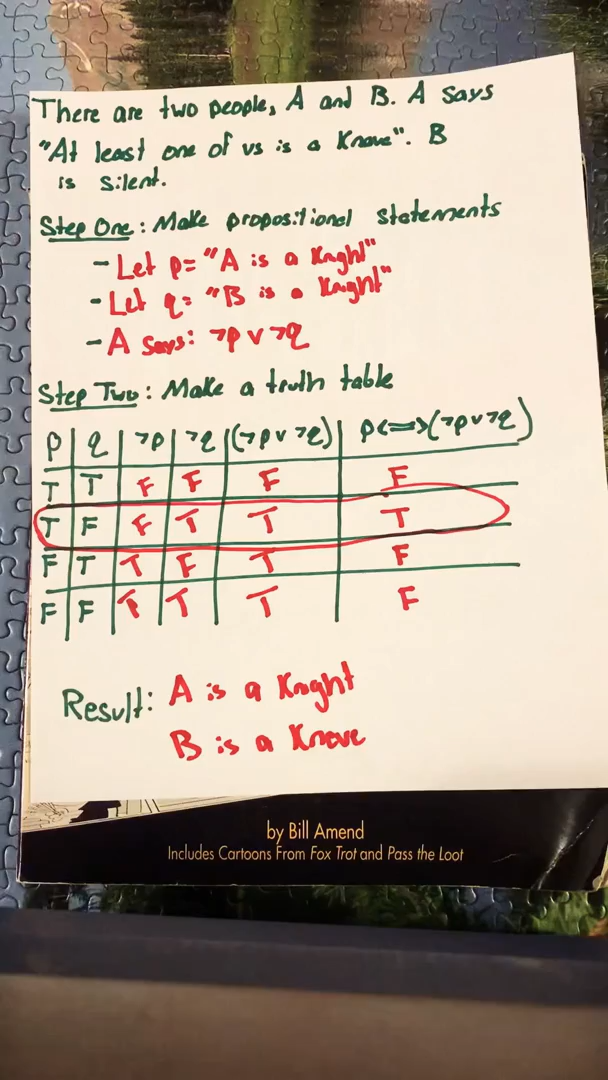 There are two people, A and B. A says
"At least one of us is a Knave". B
is silent.
Step One: Make propositional statements
- Let p= "A is a Knght"
- Let q= "B is a Knight"
- A says: ¬p ∨ ¬q
Step Two: Make a truth table
p q ¬p ¬q (¬p ∨ ¬q) p<=>(¬p ∨ ¬q)
T T F F F F
T F F T T T
F T T F T F
F F T T T F
Result: A is a Knight
B is a Knave
by Bill Amend
Includes Cartoons From Fox Trot and Pass the Loot